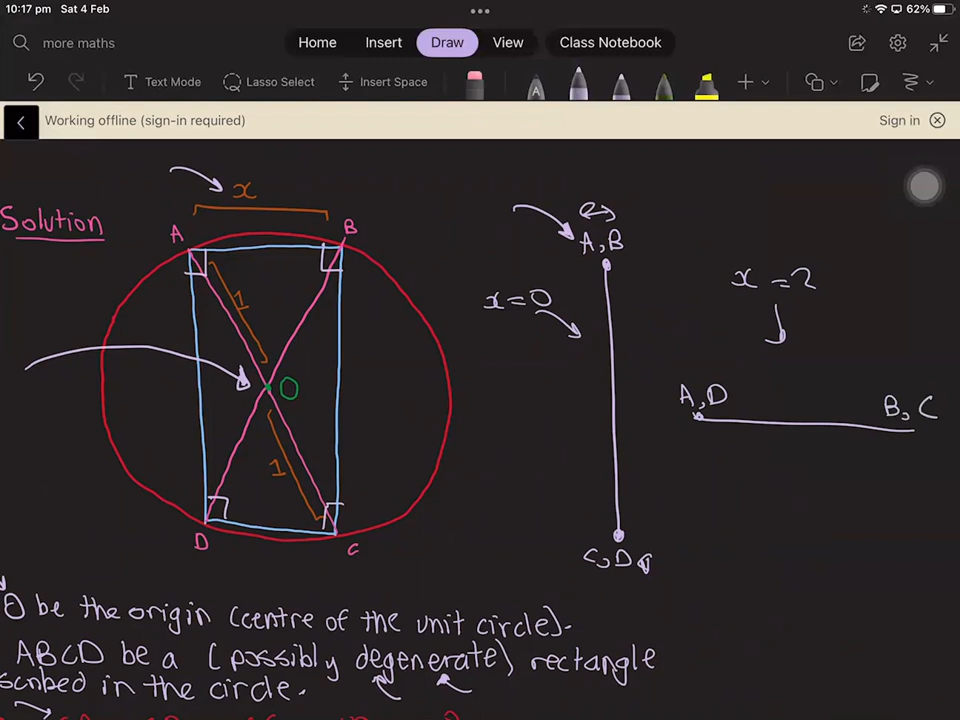 10:17 pm Sat 4 Feb
62%
more maths
Home Insert Draw View Class Notebook
Text Mode Lasso Select Insert Space
A
Working offline (sign-in required)
Sign in
Solution
x
A
B
1
O
1
D
C
A,B
x=0
C,D
x=2
A,D
B,C
O be the origin (centre of the unit circle).
ABCD be a (possibly degenerate) rectangle
scribed in the circle.